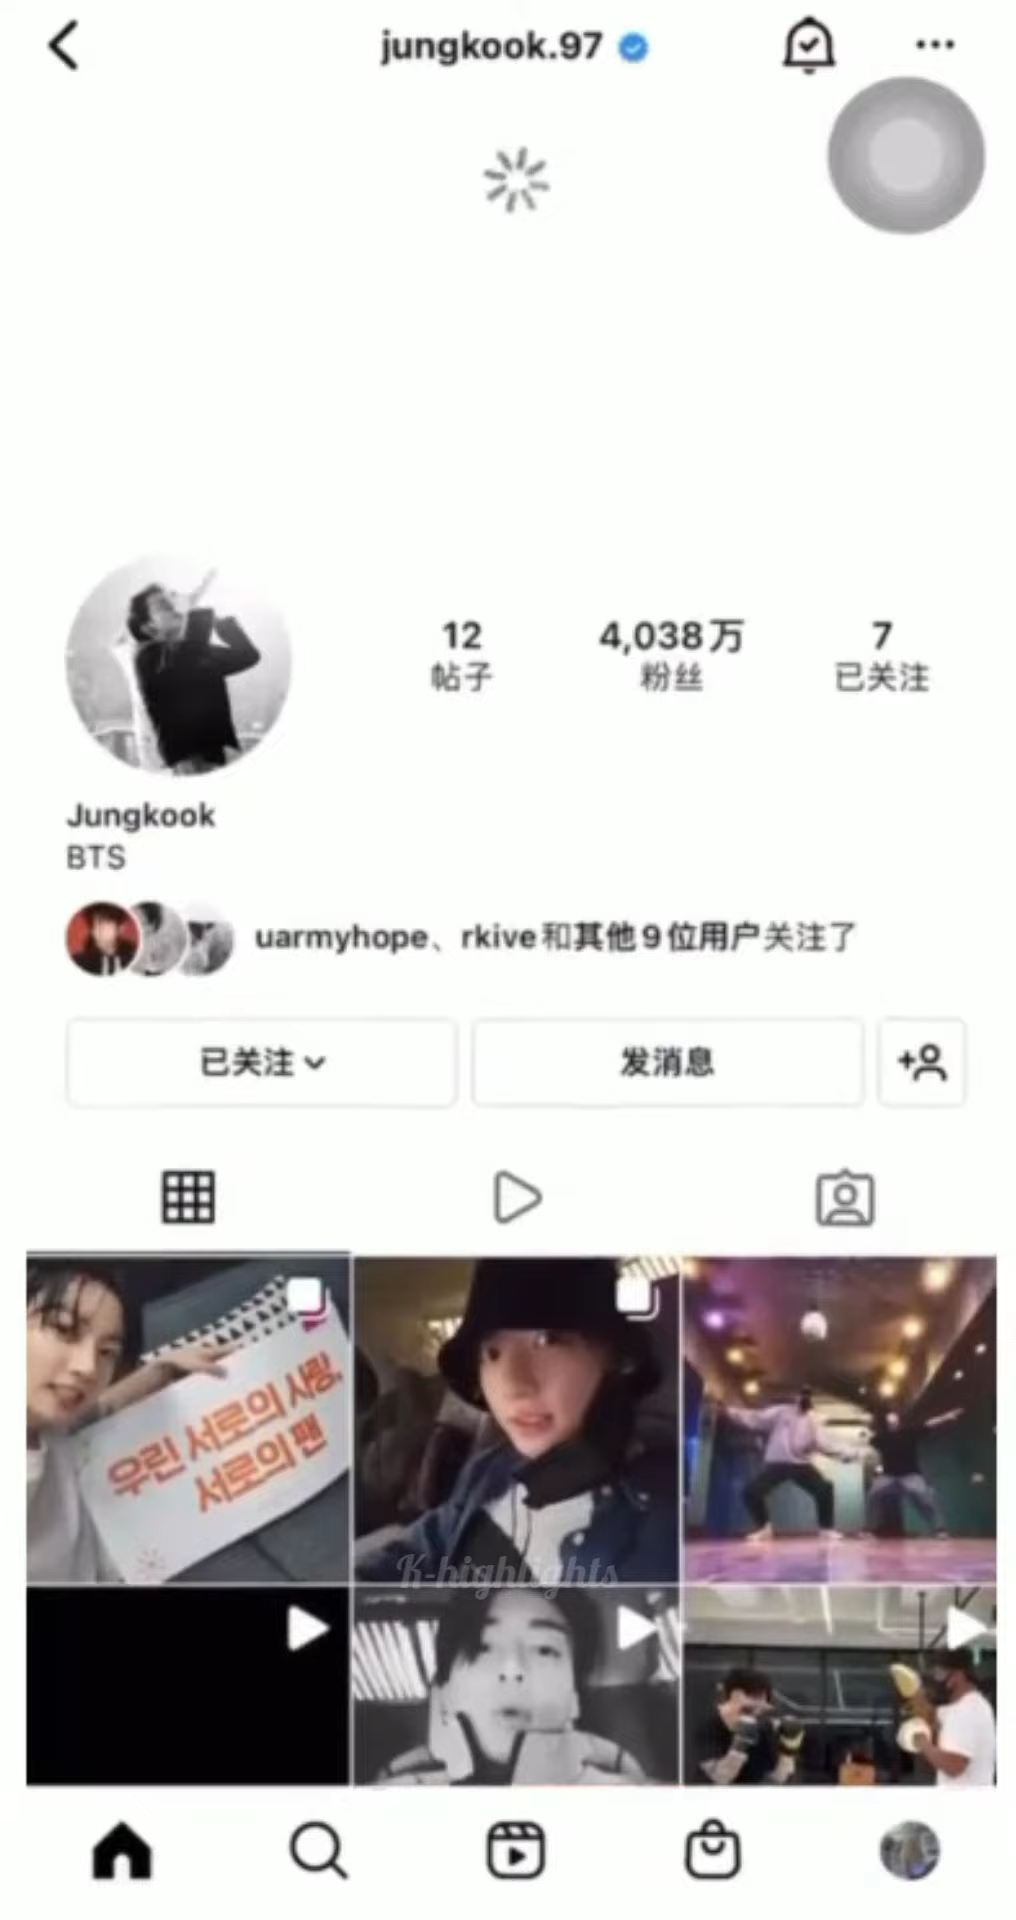 jungkook.97
12
4,038万
7
帖子
粉丝
已关注
Jungkook
BTS
uarmyhope、rkive和其他9位用户关注了
已关注
发消息
우린 서로의 사랑,
서로의 팬
K-highlights